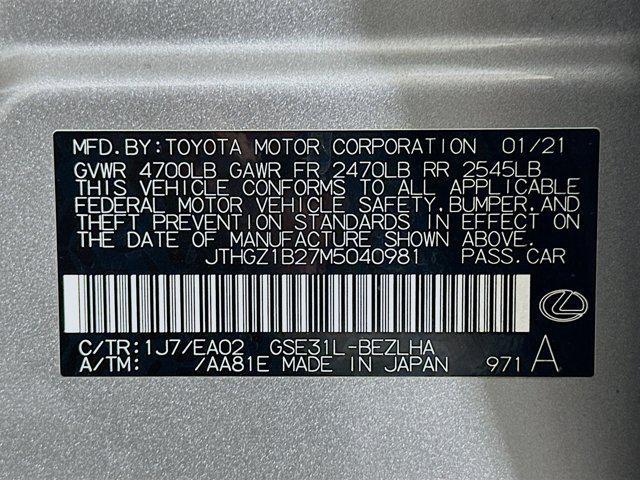 MFD.BY:TOYOTA MOTOR CORPORATION 01/21
GVWR 4700LB GAWR FR 2470LB RR 2545LB
THIS VEHICLE CONFORMS TO ALL APPLICABLE
FEDERAL MOTOR VEHICLE SAFETY,BUMPER,AND
THEFT PREVENTION STANDARDS IN EFFECT ON
THE DATE OF MANUFACTURE SHOWN ABOVE.
JTHGZ1B27M5040981 PASS.CAR
C/TR:1J7/EA02 GSE31L-BEZLHA
A/TM: /AA81E MADE IN JAPAN 971 A